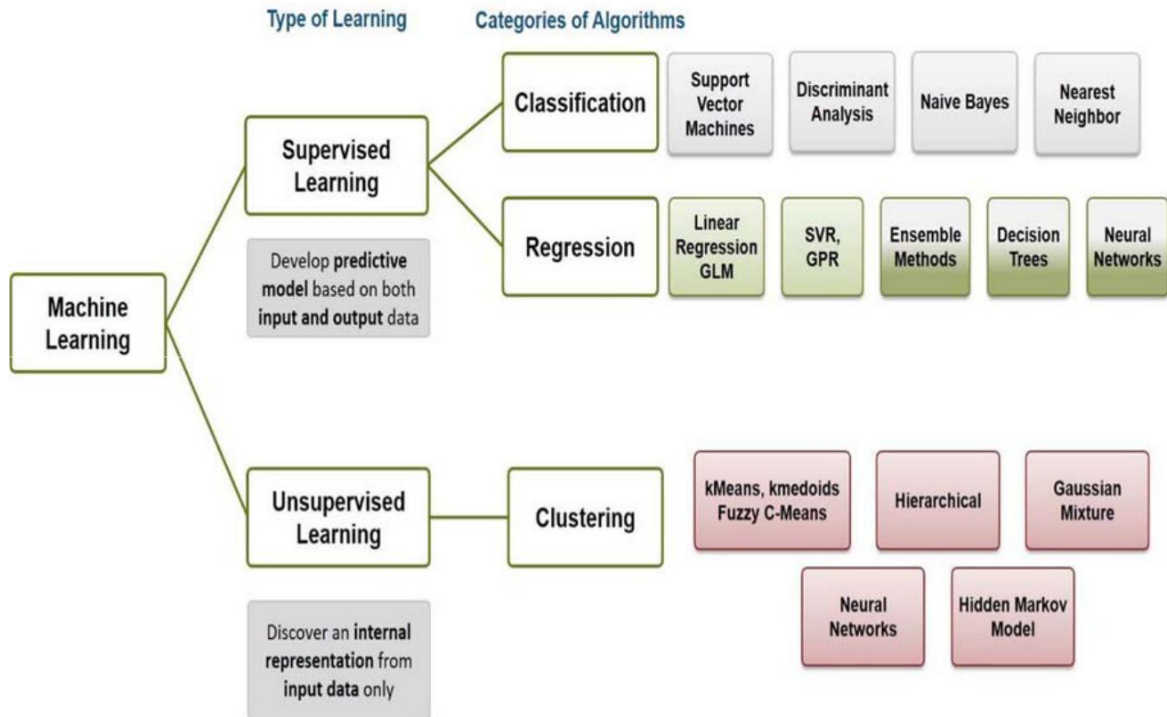 Type of Learning
Categories of Algorithms
Machine
Learning
Supervised
Learning
Develop predictive
model based on both
input and output data
Classification
Support
Vector
Machines
Discriminant
Analysis
Naive Bayes
Nearest
Neighbor
Regression
Linear
Regression
GLM
SVR,
GPR
Ensemble
Methods
Decision
Trees
Neural
Networks
Unsupervised
Learning
Discover an internal
representation from
input data only
Clustering
kMeans, kmedoids
Fuzzy C-Means
Hierarchical
Gaussian
Mixture
Neural
Networks
Hidden Markov
Model